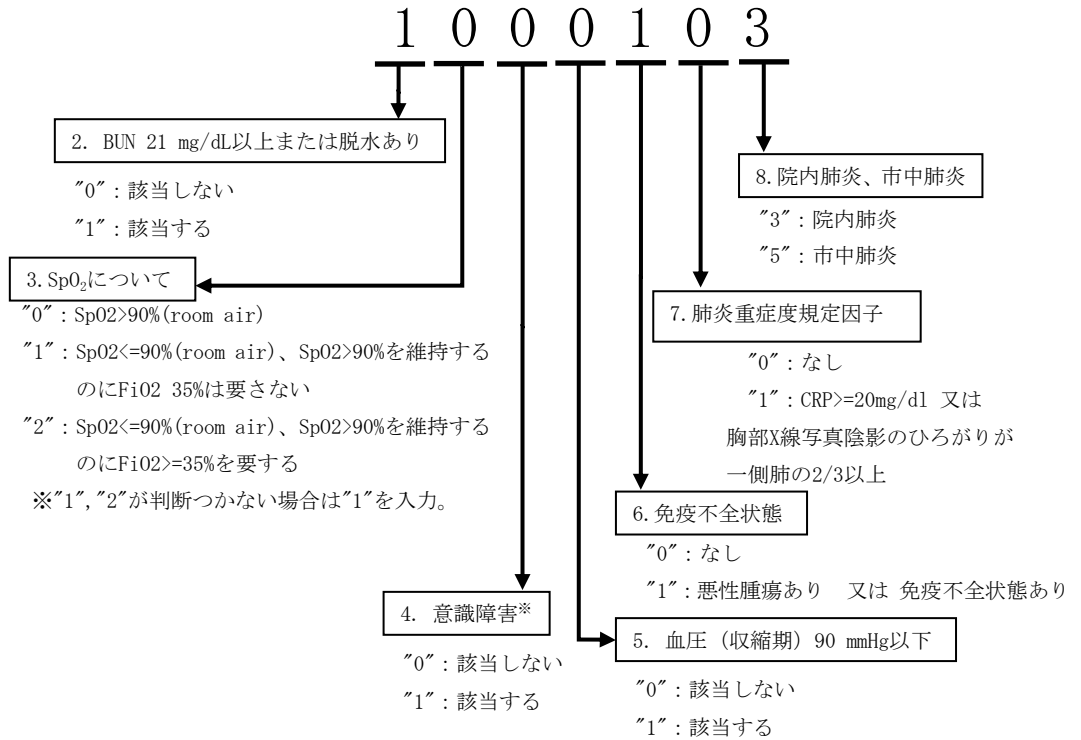 1 0 0 0 1 0 3
2. BUN 21 mg/dL以上または脱水あり
"0"：該当しない
"1"：該当する
3.SpO₂について
"0"：SpO2>90%(room air)
"1"：SpO2<=90%(room air)、SpO2>90%を維持する
のにFiO2 35%は要さない
"2"：SpO2<=90%(room air)、SpO2>90%を維持する
のにFiO2>=35%を要する
※"1","2"が判断つかない場合は"1"を入力。
4. 意識障害※
"0"：該当しない
"1"：該当する
5. 血圧（収縮期）90 mmHg以下
"0"：該当しない
"1"：該当する
6.免疫不全状態
"0"：なし
"1"：悪性腫瘍あり　又は 免疫不全状態あり
7.肺炎重症度規定因子
"0"：なし
"1"：CRP>=20mg/dl 又は
胸部X線写真陰影のひろがりが
一側肺の2/3以上
8.院内肺炎、市中肺炎
"3"：院内肺炎
"5"：市中肺炎